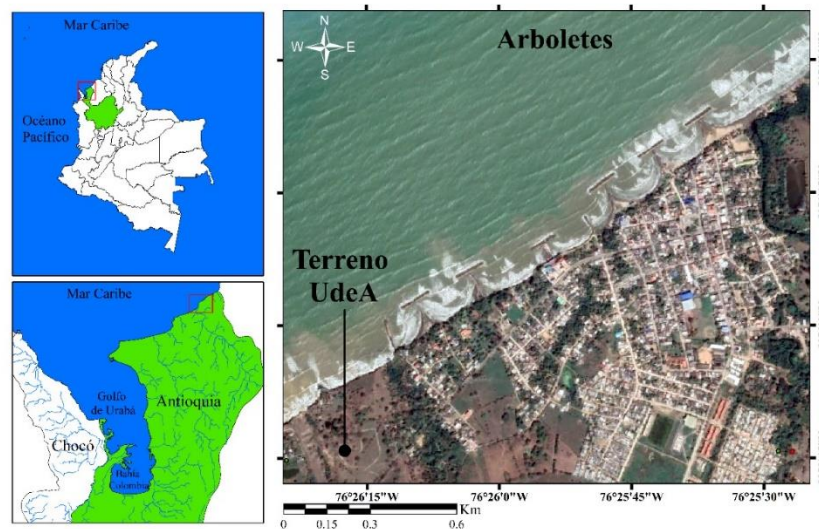 Mar Caribe
Océano
Pacífico
Mar Caribe
Golfo
de Urabá
Antioquia
Chocó
Bahía
Colombia
Arboletes
N
W
E
S
Terreno
UdeA
76°26'15"W
76°26'0"W
76°25'45"W
76°25'30"W
Km
0
0.15
0.3
0.6